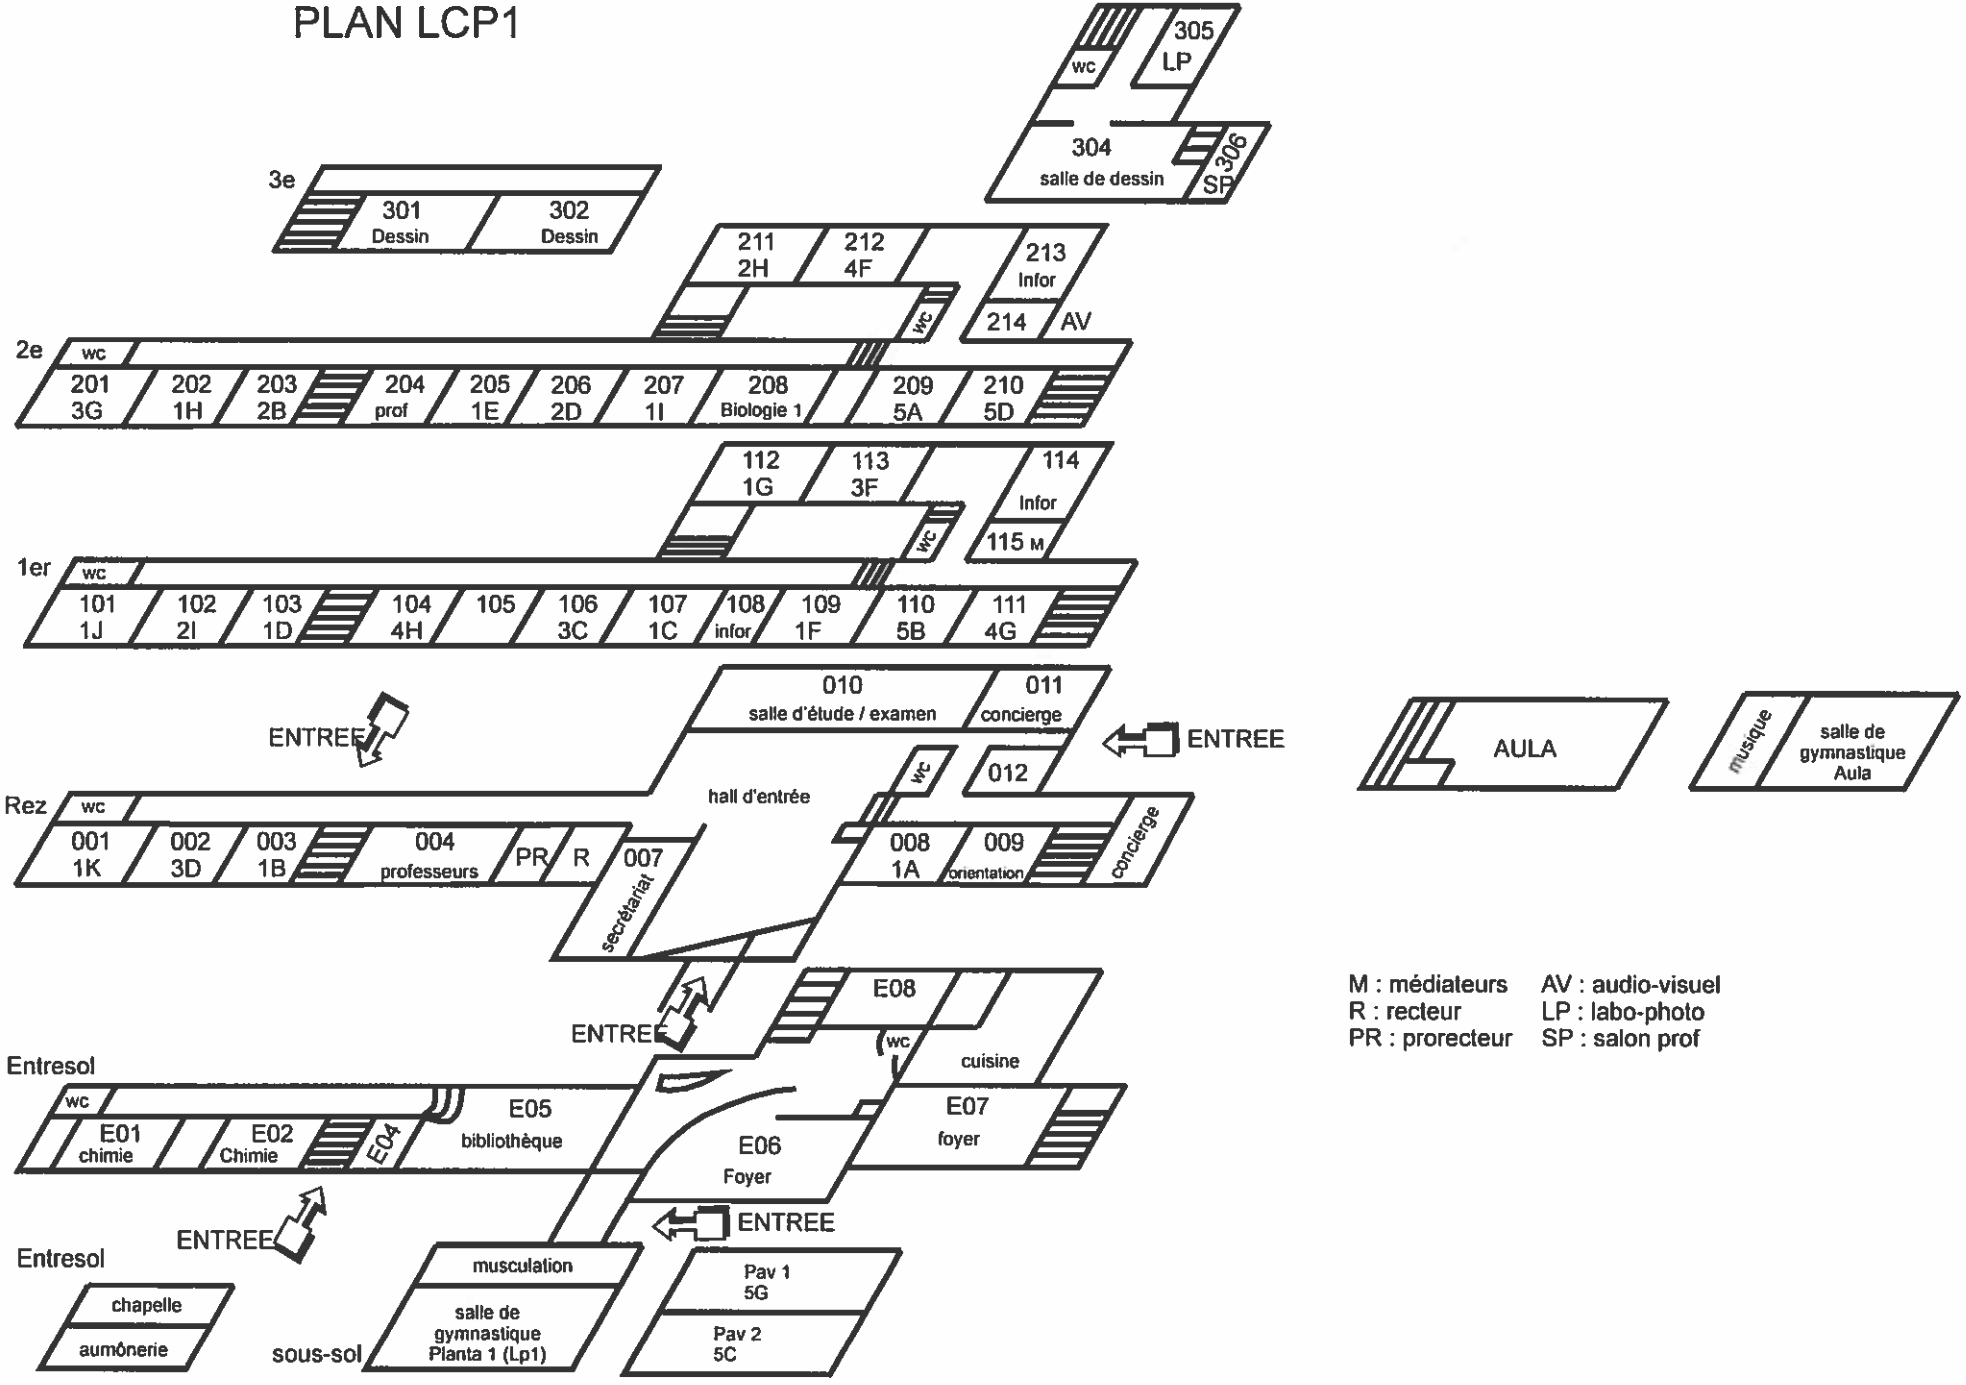 PLAN LCP1
305
LP
wc
304
salle de dessin
306
SP
3e
301
Dessin
302
Dessin
211
2H
212
4F
213
Infor
214
AV
wc
2e
wc
201
3G
202
1H
203
2B
204
prof
205
1E
206
2D
207
1I
208
Biologie 1
209
5A
210
5D
112
1G
113
3F
114
Infor
115 M
wc
1er
wc
101
1J
102
2I
103
1D
104
4H
105
106
3C
107
1C
108
infor
109
1F
110
5B
111
4G
010
salle d'étude / examen
011
concierge
ENTREE
ENTREE
wc
012
hall d'entrée
AULA
musique
salle de
gymnastique
Aula
Rez
wc
001
1K
002
3D
003
1B
004
professeurs
PR
R
007
secrétariat
008
1A
009
orientation
concierge
M : médiateurs
R : recteur
PR : prorecteur
AV : audio-visuel
LP : labo-photo
SP : salon prof
ENTREE
E08
wc
cuisine
Entresol
wc
E01
chimie
E02
Chimie
E04
E05
bibliothèque
E06
Foyer
E07
foyer
ENTREE
ENTREE
Entresol
chapelle
aumônerie
sous-sol
musculation
salle de
gymnastique
Planta 1 (Lp1)
Pav 1
5G
Pav 2
5C